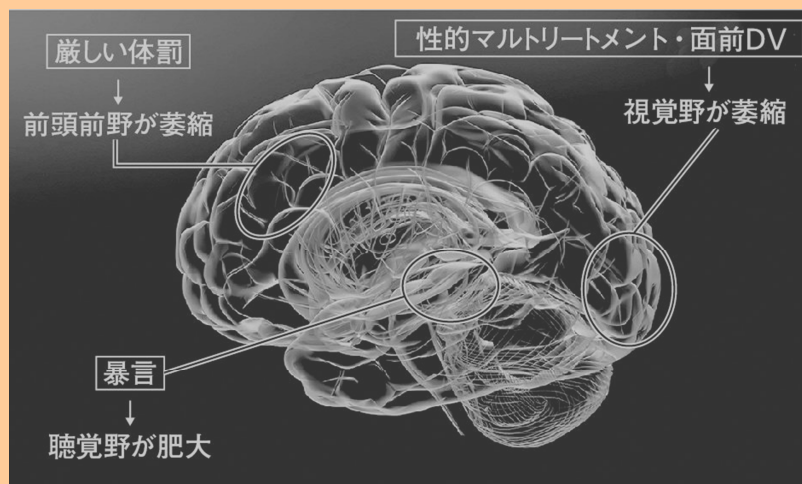 厳しい体罰
↓
前頭前野が萎縮
性的マルトリートメント・面前DV
↓
視覚野が萎縮
暴言
↓
聴覚野が肥大